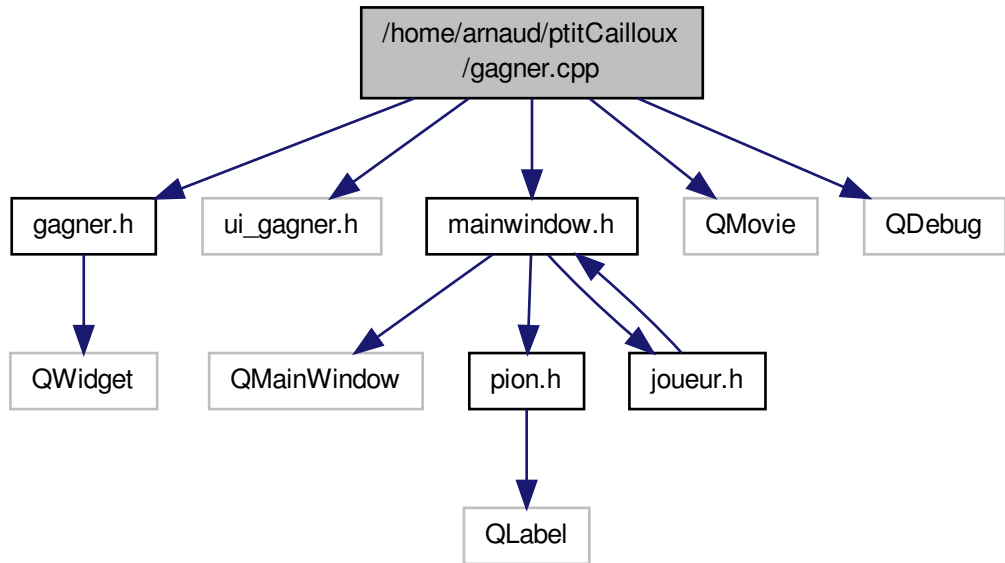 /home/arnaud/ptitCailloux
/gagner.cpp
gagner.h
ui_gagner.h
mainwindow.h
QMovie
QDebug
QWidget
QMainWindow
pion.h
joueur.h
QLabel